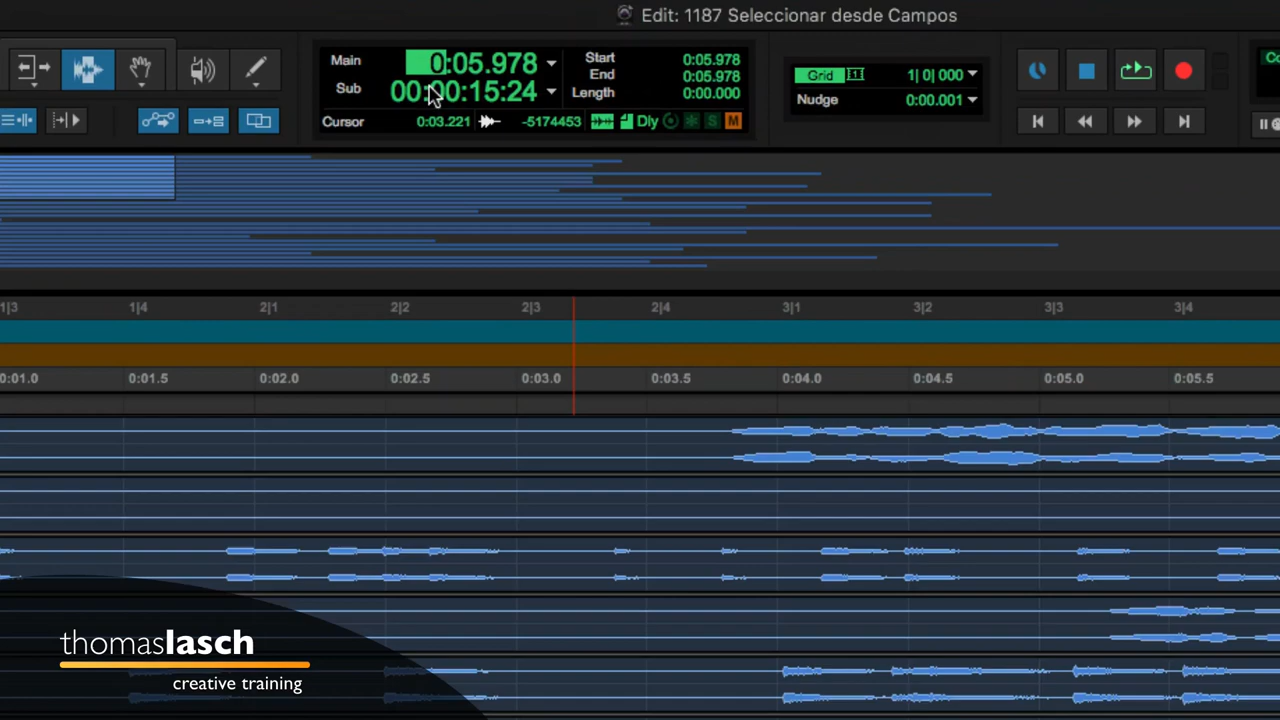 Edit: 1187 Seleccionar desde Campos
Main 0:05.978
Sub 00:00:15:24
Cursor 0:03.221 -5174453 Dly S M
Start 0:05.978
End 0:05.978
Length 0:00.000
Grid 1| 0| 000
Nudge 0:00.001
1|3 1|4 2|1 2|2 2|3 2|4 3|1 3|2 3|3 3|4
0:01.0 0:01.5 0:02.0 0:02.5 0:03.0 0:03.5 0:04.0 0:04.5 0:05.0 0:05.5
thomaslasch
creative training